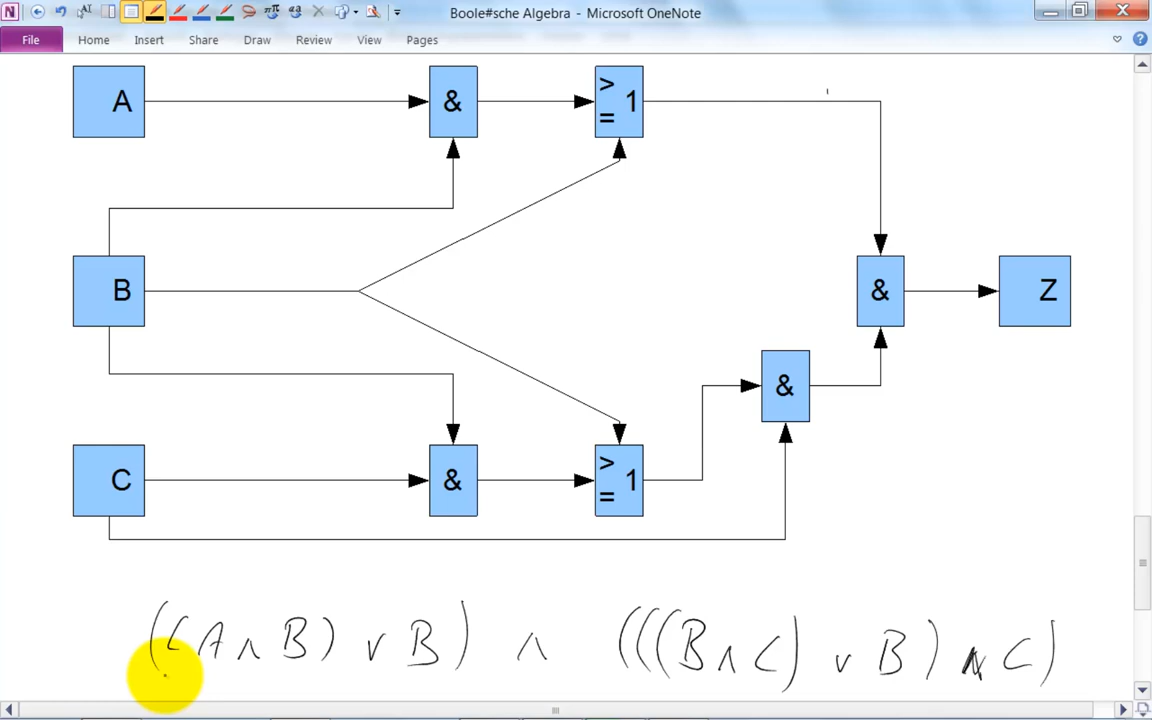 Boole#sche Algebra - Microsoft OneNote
File Home Insert Share Draw Review View Pages
A & > = 1
B & Z
&
C & > = 1
((A ∧ B) ∨ B) ∧ (((B ∧ C) ∨ B) ∧ C)